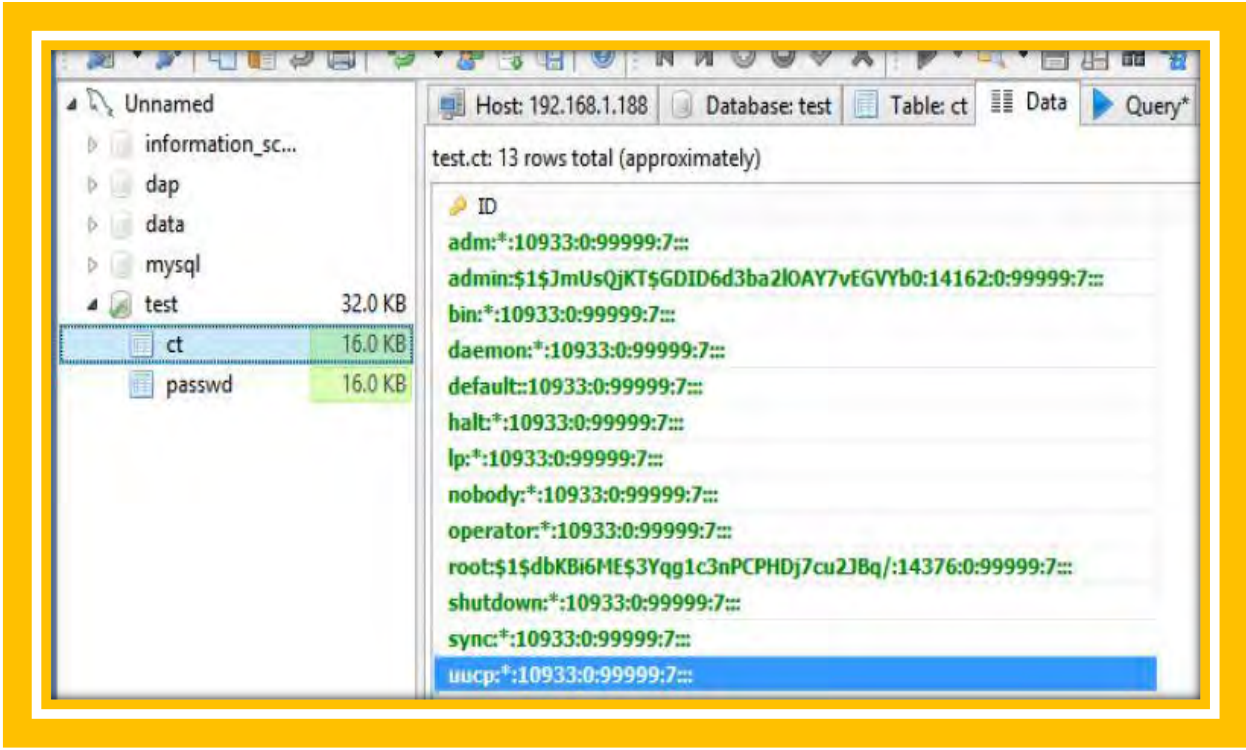 Unnamed
information_sc...
dap
data
mysql
test 32.0 KB
ct 16.0 KB
passwd 16.0 KB
Host: 192.168.1.188 Database: test Table: ct Data Query*
test.ct: 13 rows total (approximately)
ID
adm:*:10933:0:99999:7:::
admin:$1$JmUsQjKT$GDID6d3ba2lOAY7vEGVYb0:14162:0:99999:7:::
bin:*:10933:0:99999:7:::
daemon:*:10933:0:99999:7:::
default::10933:0:99999:7:::
halt:*:10933:0:99999:7:::
lp:*:10933:0:99999:7:::
nobody:*:10933:0:99999:7:::
operator:*:10933:0:99999:7:::
root:$1$dbKBi6ME$3Yqg1c3nPCPHDj7cu2JBq/:14376:0:99999:7:::
shutdown:*:10933:0:99999:7:::
sync:*:10933:0:99999:7:::
uucp:*:10933:0:99999:7:::